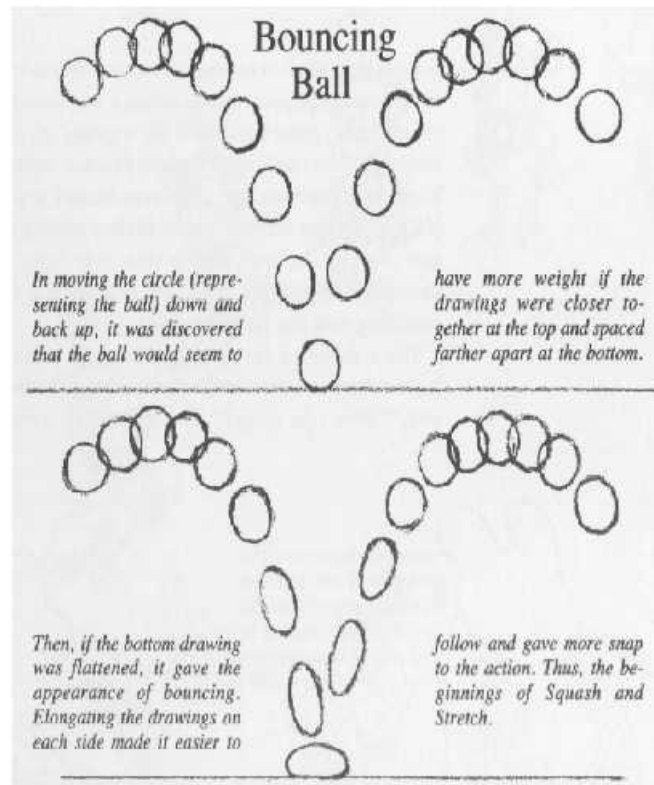 Bouncing
Ball
In moving the circle (repre-
senting the ball) down and
back up, it was discovered
that the ball would seem to
have more weight if the
drawings were closer to-
gether at the top and spaced
farther apart at the bottom.
Then, if the bottom drawing
was flattened, it gave the
appearance of bouncing.
Elongating the drawings on
each side made it easier to
follow and gave more snap
to the action. Thus, the be-
ginnings of Squash and
Stretch.